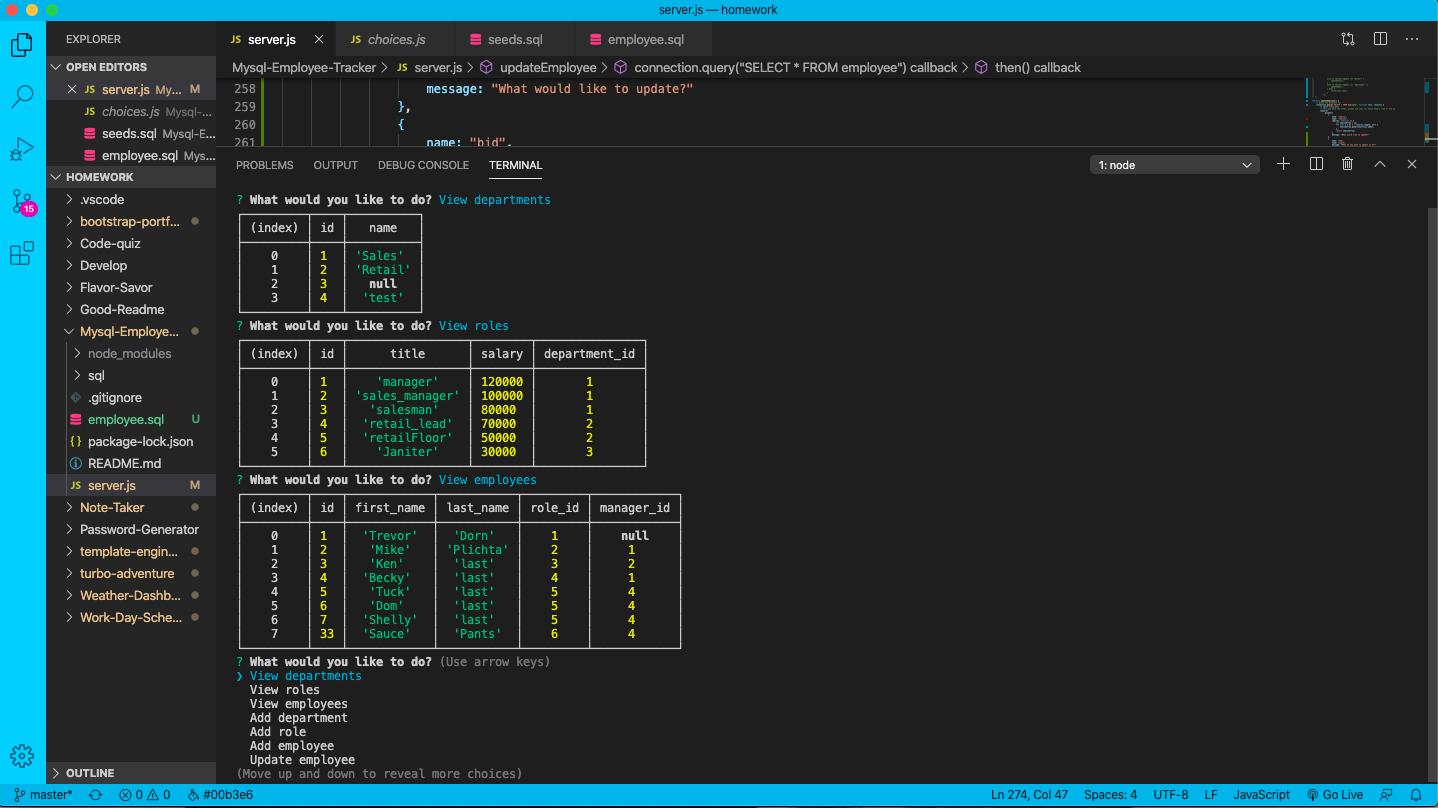 server.js — homework
EXPLORER
OPEN EDITORS
JS server.js My... M
JS choices.js Mysql-...
seeds.sql Mysql-E...
employee.sql Mys...
HOMEWORK
.vscode
bootstrap-portf...
Code-quiz
Develop
Flavor-Savor
Good-Readme
Mysql-Employe...
node_modules
sql
.gitignore
employee.sql U
{} package-lock.json
README.md
JS server.js M
Note-Taker
Password-Generator
template-engin...
turbo-adventure
Weather-Dashb...
Work-Day-Sche...
OUTLINE
15
JS server.js
JS choices.js
seeds.sql
employee.sql
Mysql-Employee-Tracker > JS server.js > updateEmployee > connection.query("SELECT * FROM employee") callback > then() callback
258 message: "What would like to update?"
259 },
260 {
261 name: "bid",
PROBLEMS OUTPUT DEBUG CONSOLE TERMINAL
1: node
? What would you like to do? View departments
(index) id name
0 1 'Sales'
1 2 'Retail'
2 3 null
3 4 'test'
? What would you like to do? View roles
(index) id title salary department_id
0 1 'manager' 120000 1
1 2 'sales_manager' 100000 1
2 3 'salesman' 80000 1
3 4 'retail_lead' 70000 2
4 5 'retailFloor' 50000 2
5 6 'Janiter' 30000 3
? What would you like to do? View employees
(index) id first_name last_name role_id manager_id
0 1 'Trevor' 'Dorn' 1 null
1 2 'Mike' 'Plichta' 2 1
2 3 'Ken' 'last' 3 2
3 4 'Becky' 'last' 4 1
4 5 'Tuck' 'last' 5 4
5 6 'Dom' 'last' 5 4
6 7 'Shelly' 'last' 5 4
7 33 'Sauce' 'Pants' 6 4
? What would you like to do? (Use arrow keys)
❯ View departments
View roles
View employees
Add department
Add role
Add employee
Update employee
(Move up and down to reveal more choices)
master* 0 0 #00b3e6 Ln 274, Col 47 Spaces: 4 UTF-8 LF JavaScript Go Live